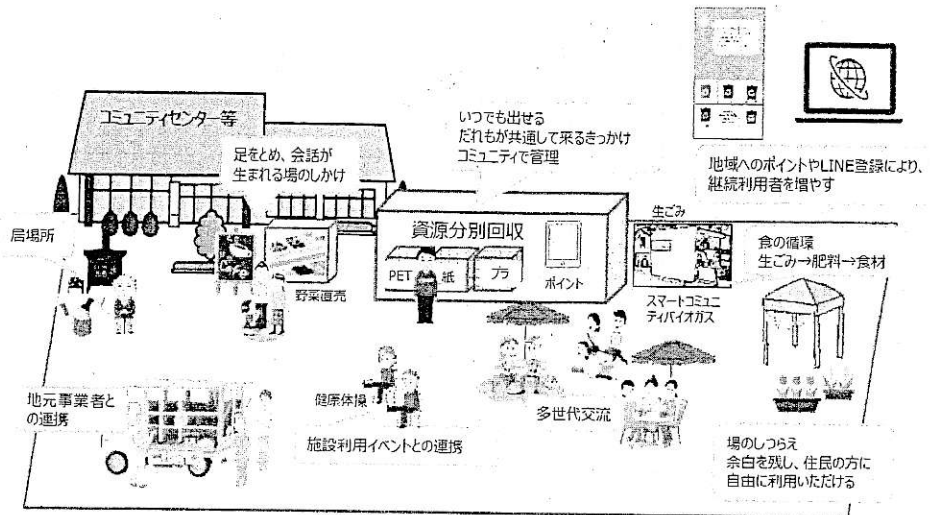 コミュニティセンター等
足をとめ、会話が
生まれる場のしかけ
いつでも出せる
だれもが共通して来るきっかけ
コミュニティで管理
地域へのポイントやLINE登録により、
継続利用者を増やす
居場所
野菜直売
資源分別回収
PET
紙
プラ
ポイント
生ごみ
スマートコミュニ
ティバイオガス
食の循環
生ごみ→肥料→食材
地元事業者と
の連携
健康体操
施設利用イベントとの連携
多世代交流
場のしつらえ
余白を残し、住民の方に
自由に利用いただける